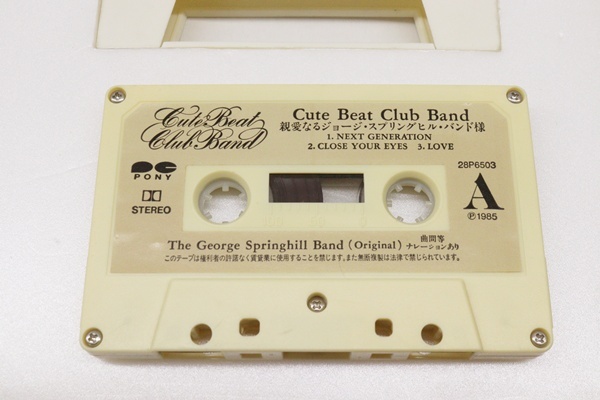 Cute Beat
Club Band
Cute Beat Club Band
親愛なるジョージ・スプリングヒル・バンド様
1. NEXT GENERATION
2. CLOSE YOUR EYES 3. LOVE
PONY
STEREO
28P6503
A
Ⓟ1985
The George Springhill Band (Original) 曲間等
ナレーションあり
このテープは権利者の許諾なく賃貸業に使用することを禁じます。また無断複製は法律で禁じられています。